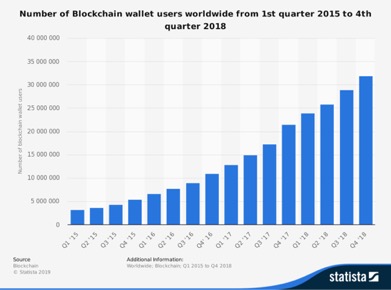 Number of Blockchain wallet users worldwide from 1st quarter 2015 to 4th
quarter 2018
Number of blockchain wallet users
40 000 000
35 000 000
30 000 000
25 000 000
20 000 000
15 000 000
10 000 000
5 000 000
0
Q1 '15 Q2 '15 Q3 '15 Q4 '15 Q1 '16 Q2 '16 Q3 '16 Q4 '16 Q1 '17 Q2 '17 Q3 '17 Q4 '17 Q1 '18 Q2 '18 Q3 '18 Q4 '18
Source
Blockchain
© Statista 2019
Additional Information:
Worldwide; Blockchain; Q1 2015 to Q4 2018
statista